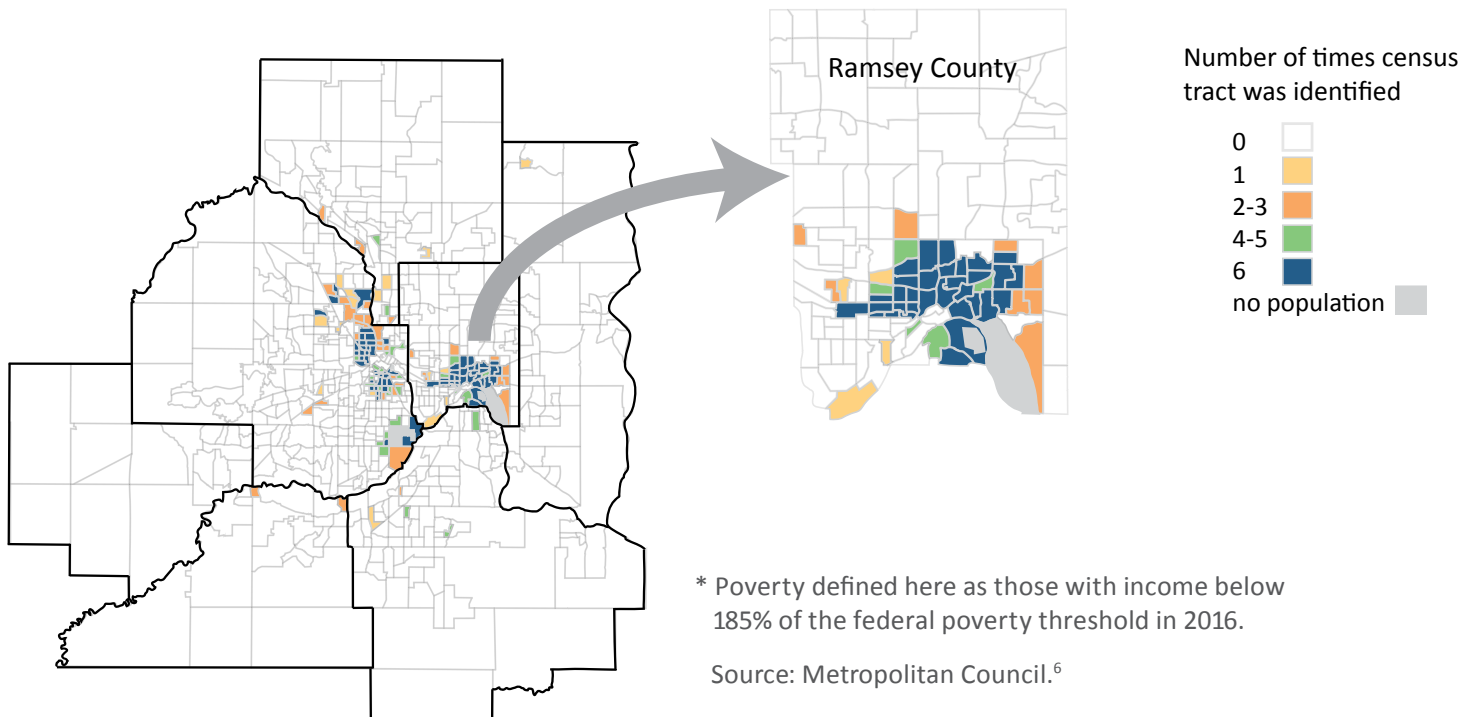 Ramsey County
Number of times census
tract was identified
0
1
2-3
4-5
6
no population
* Poverty defined here as those with income below
185% of the federal poverty threshold in 2016.
Source: Metropolitan Council.⁶